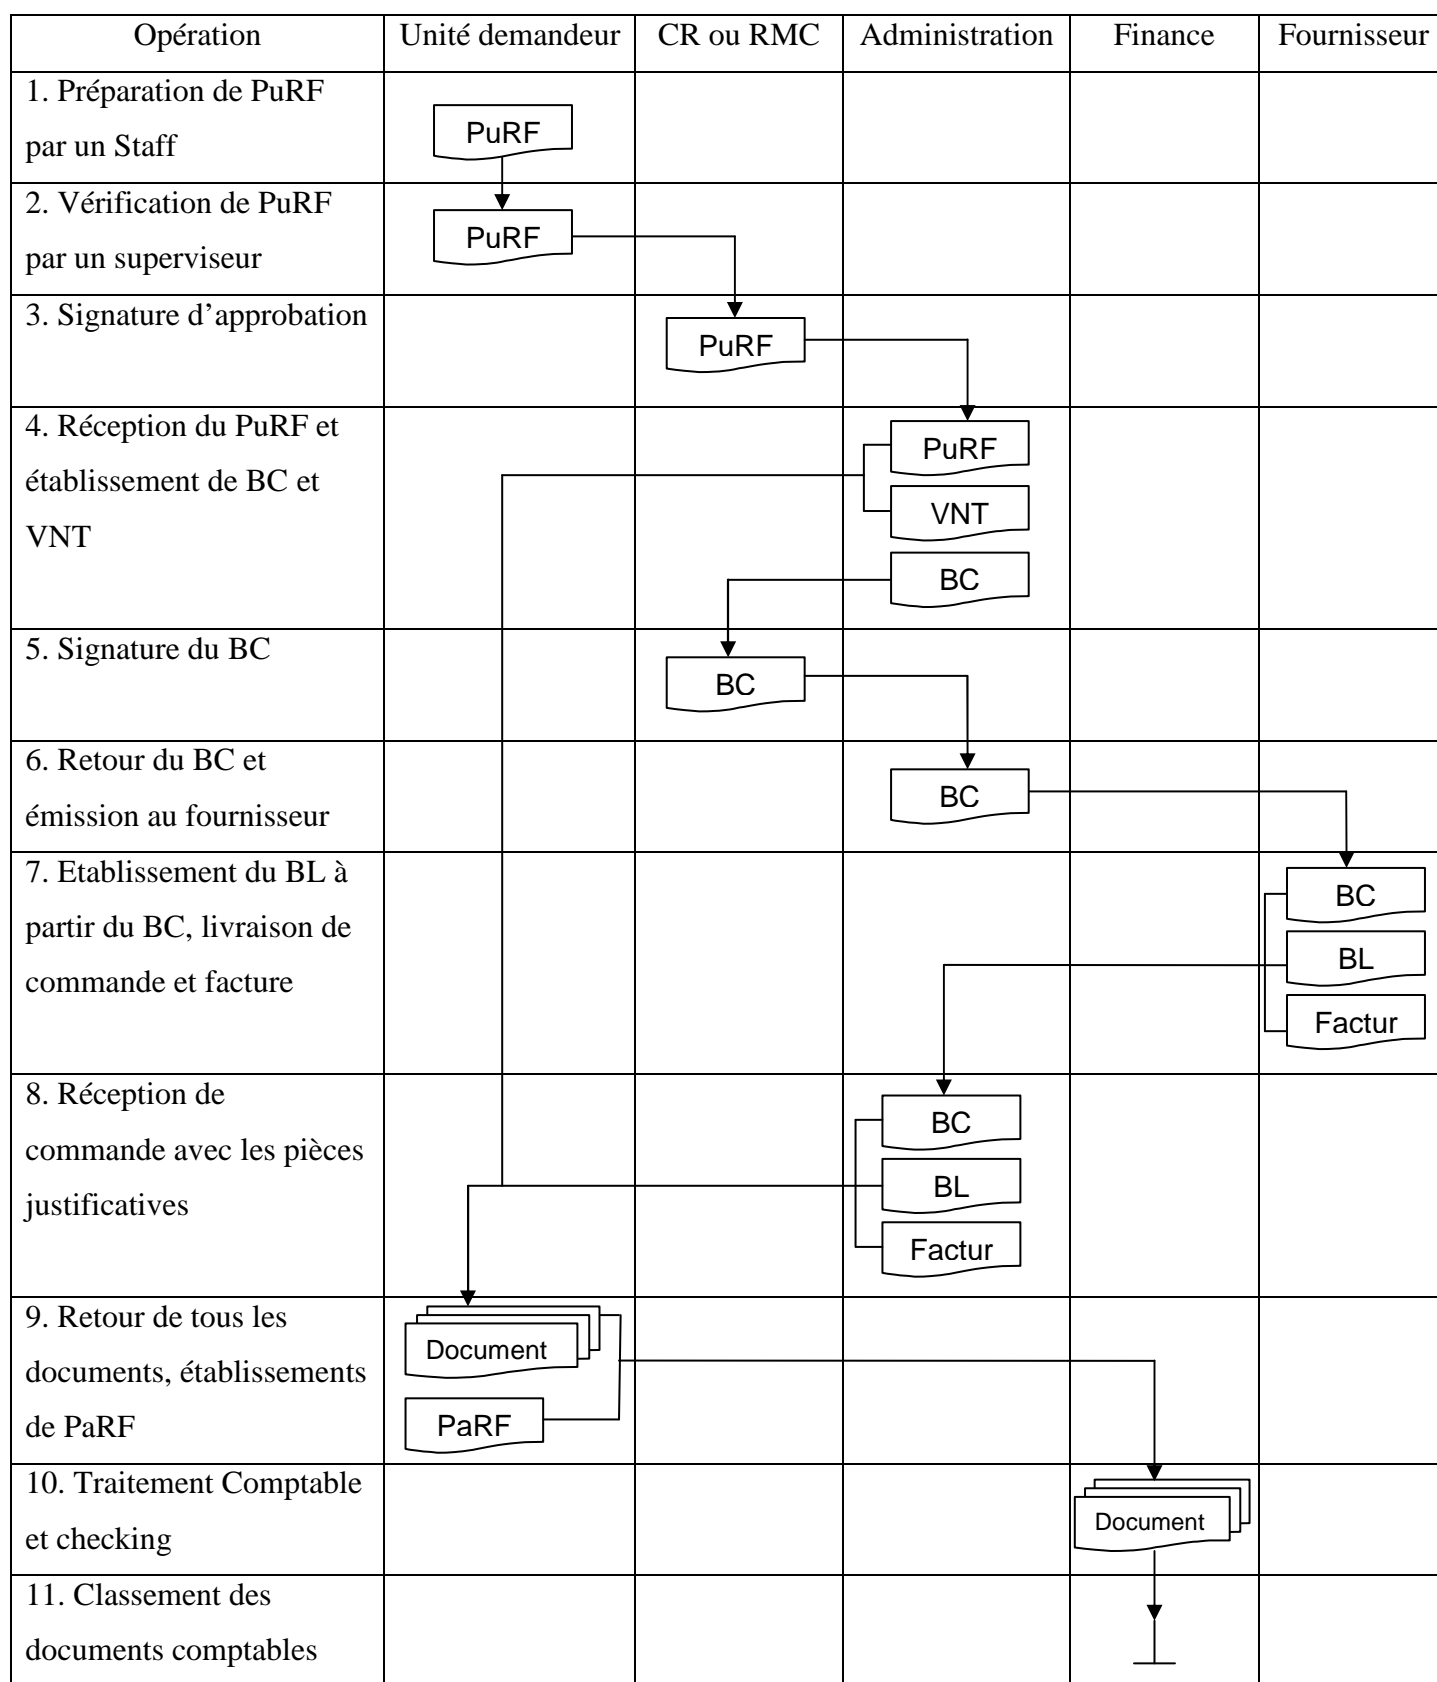 Opération Unité demandeur CR ou RMC Administration Finance Fournisseur
1. Préparation de PuRF
par un Staff
PuRF
2. Vérification de PuRF
par un superviseur
PuRF
3. Signature d’approbation
PuRF
4. Réception du PuRF et
établissement de BC et
VNT
PuRF
VNT
BC
5. Signature du BC
BC
6. Retour du BC et
émission au fournisseur
BC
7. Etablissement du BL à
partir du BC, livraison de
commande et facture
BC
BL
Factur
8. Réception de
commande avec les pièces
justificatives
BC
BL
Factur
9. Retour de tous les
documents, établissements
de PaRF
Document
PaRF
10. Traitement Comptable
et checking
Document
11. Classement des
documents comptables